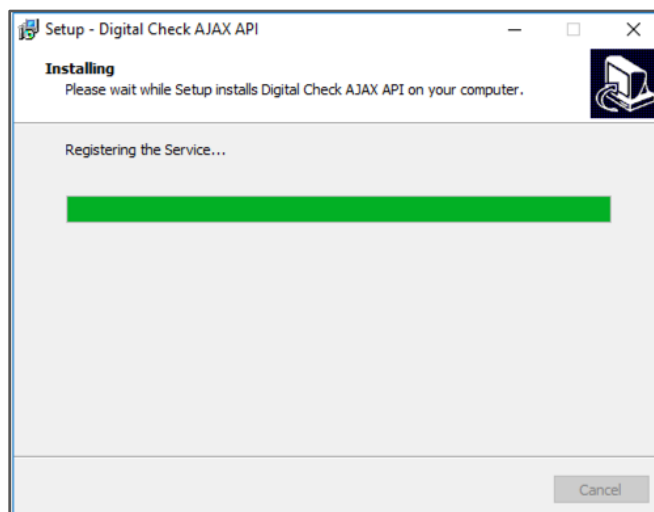 Setup - Digital Check AJAX API
Installing
Please wait while Setup installs Digital Check AJAX API on your computer.
Registering the Service...
Cancel